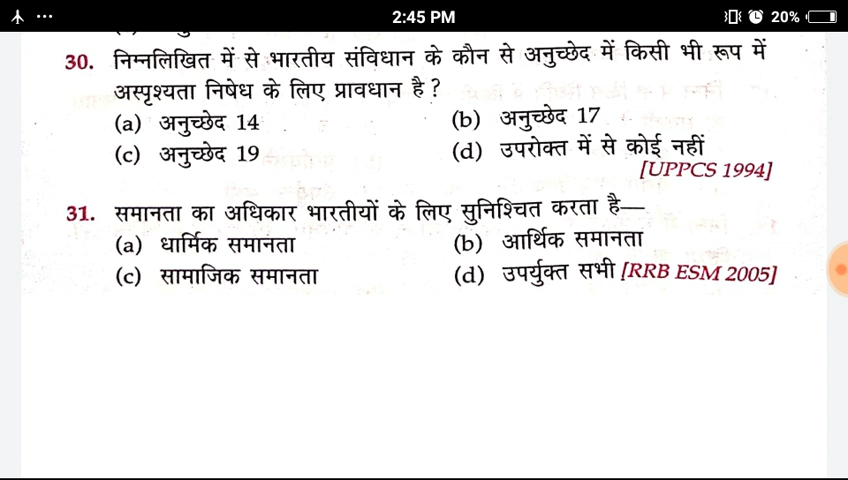 2:45 PM
20%
30. निम्नलिखित में से भारतीय संविधान के कौन से अनुच्छेद में किसी भी रूप में
अस्पृश्यता निषेध के लिए प्रावधान है ?
(a) अनुच्छेद 14 (b) अनुच्छेद 17
(c) अनुच्छेद 19 (d) उपरोक्त में से कोई नहीं
[UPPCS 1994]
31. समानता का अधिकार भारतीयों के लिए सुनिश्चित करता है—
(a) धार्मिक समानता (b) आर्थिक समानता
(c) सामाजिक समानता (d) उपर्युक्त सभी [RRB ESM 2005]